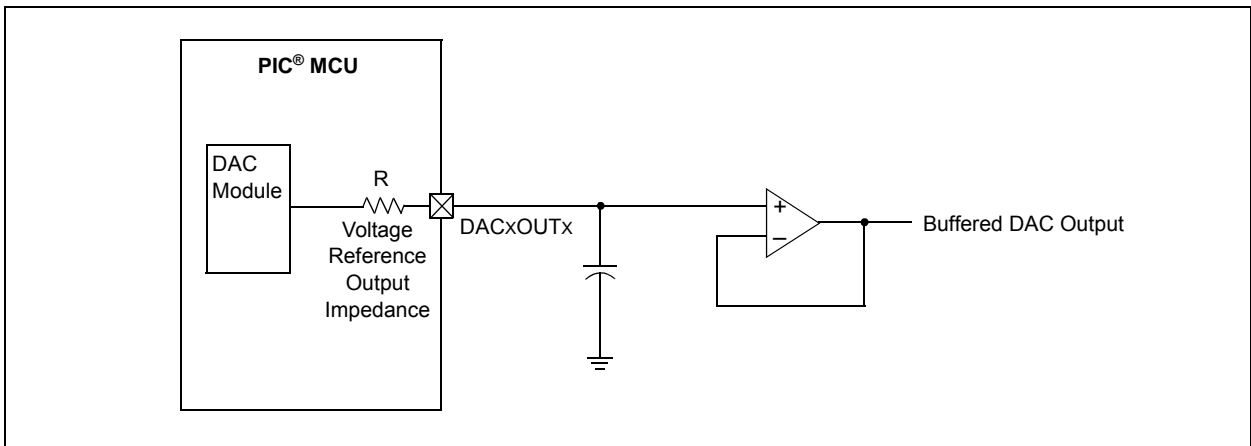 PIC® MCU
DAC
Module
R
Voltage
Reference
Output
Impedance
DACXOUTX
+
–
Buffered DAC Output